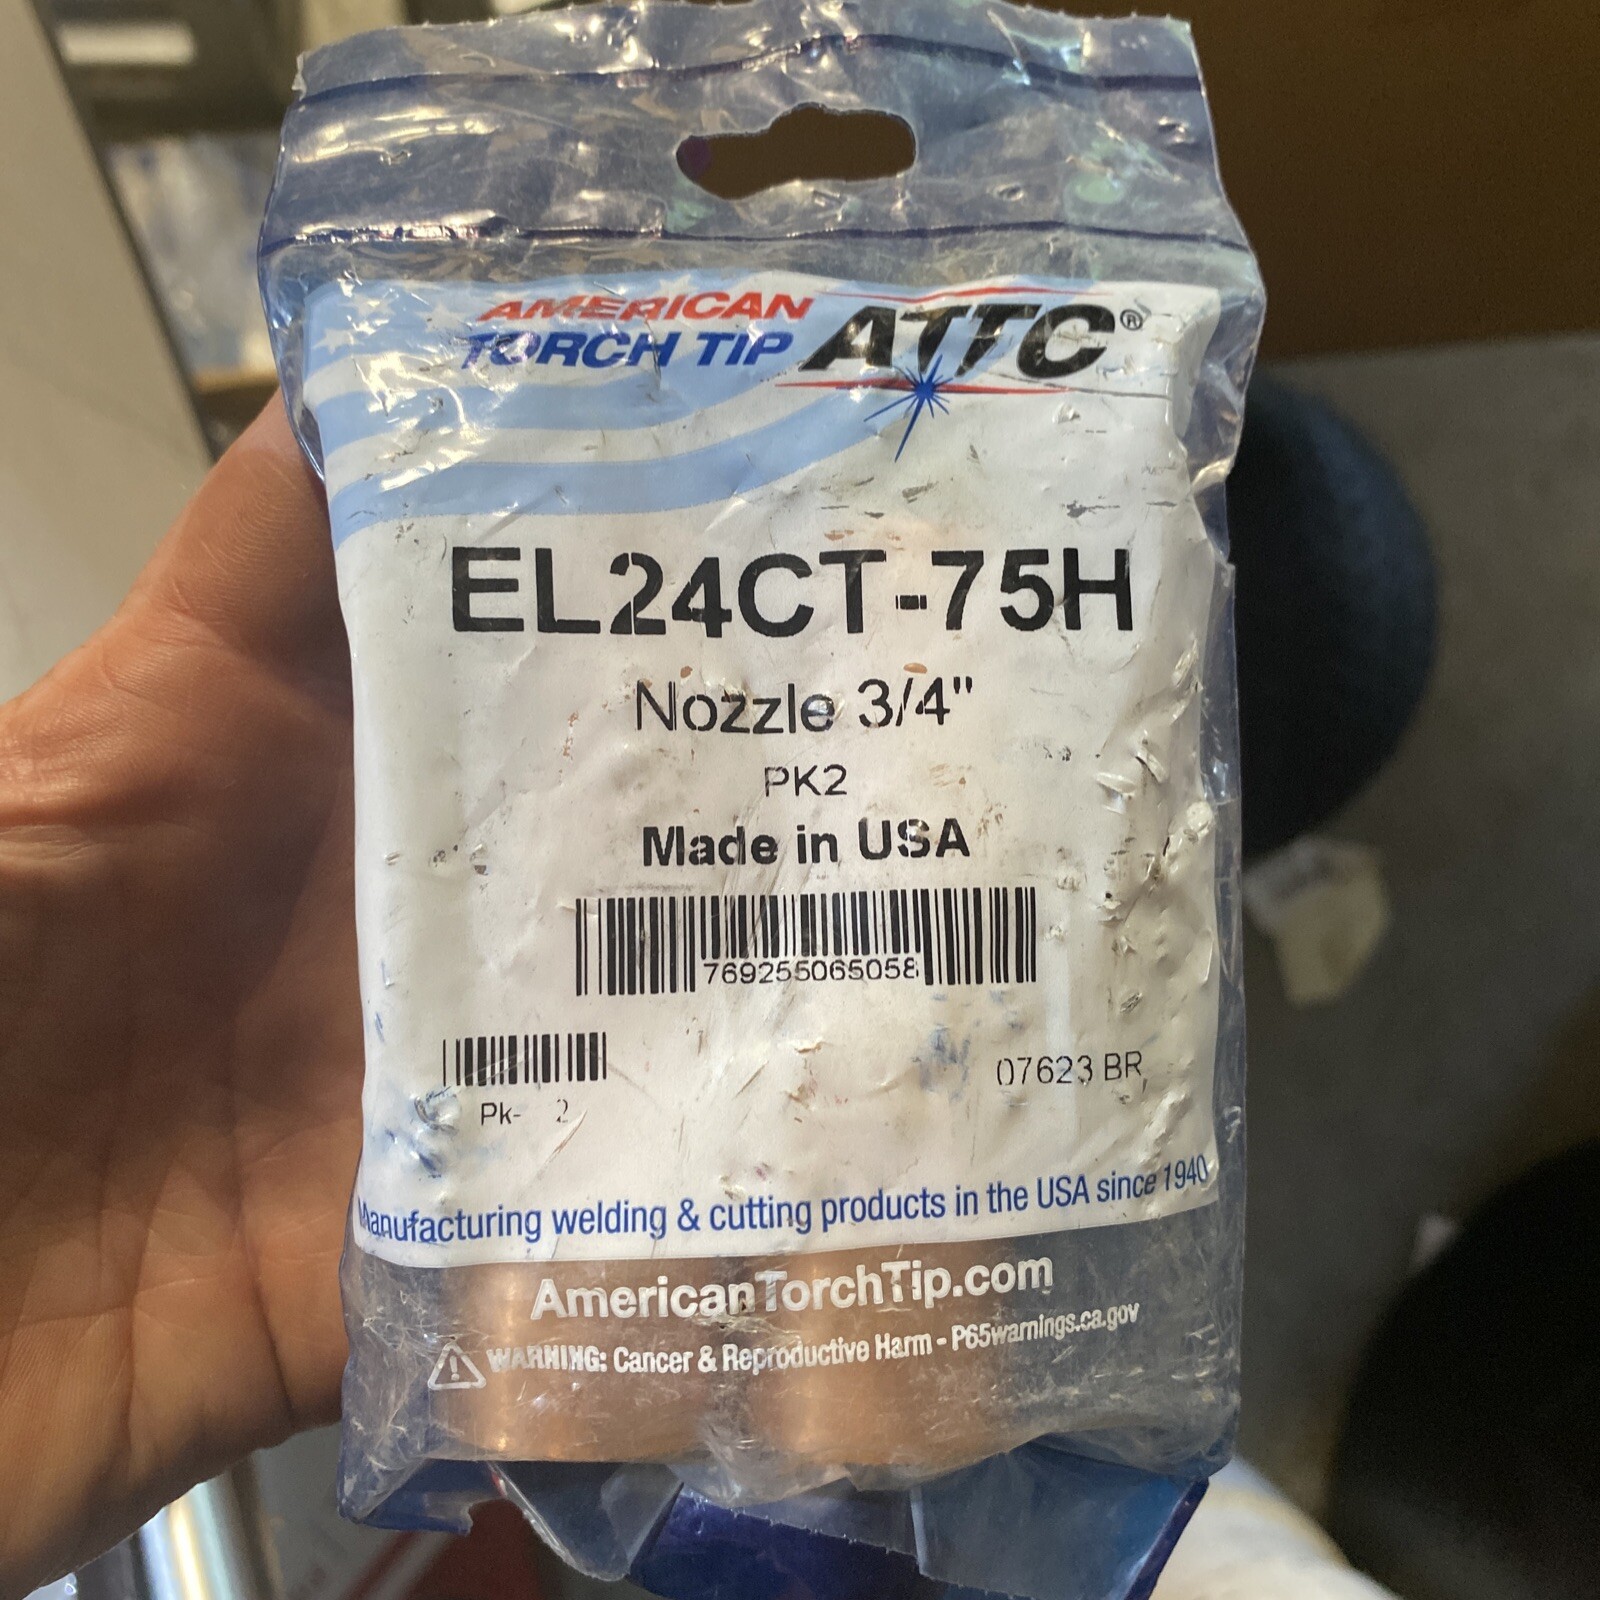 AMERICAN
TORCH TIP ATTC®
EL24CT-75H
Nozzle 3/4"
PK2
Made in USA
769255065058
Pk- 2
07623 BR
Manufacturing welding & cutting products in the USA since 1940
AmericanTorchTip.com
WARNING: Cancer & Reproductive Harm - P65warnings.ca.gov